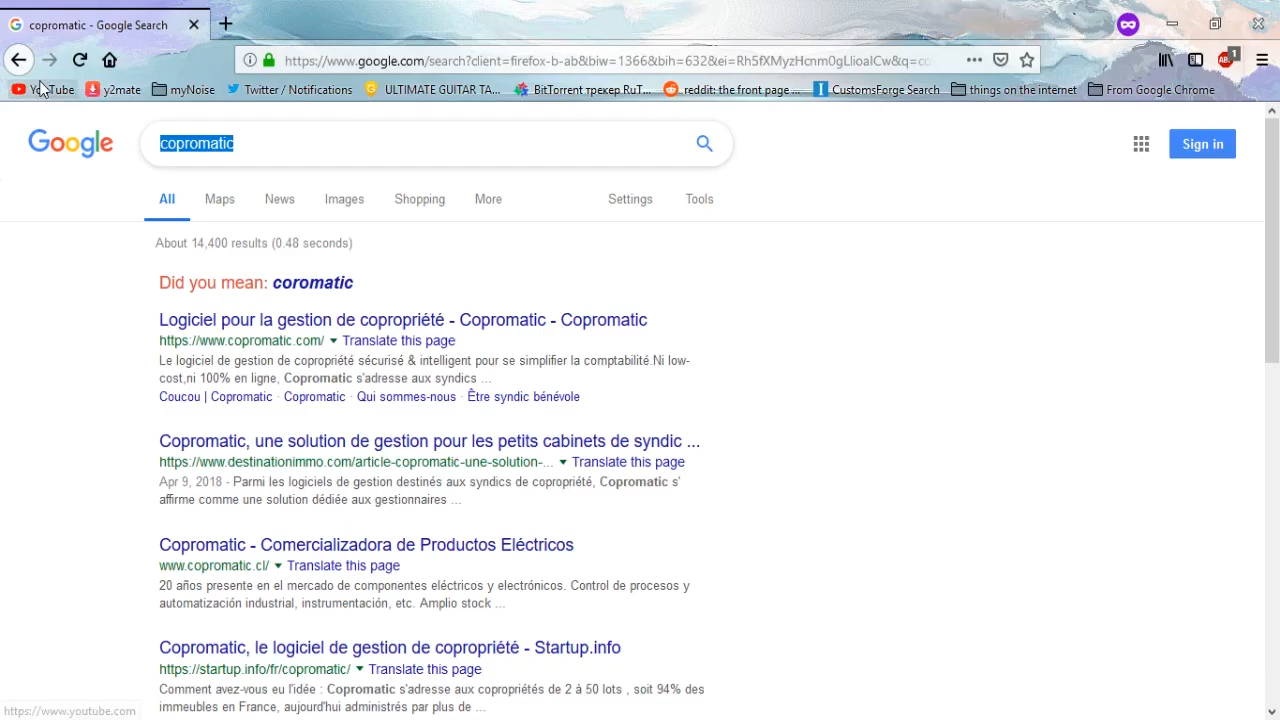 copromatic - Google Search
https://www.google.com/search?client=firefox-b-ab&biw=1366&bih=632&ei=Rh5fXMyzHcnm0gLlioaICw&q=co
YouTube y2mate myNoise Twitter / Notifications ULTIMATE GUITAR TA... BitTorrent трекер RuT... reddit: the front page ... CustomsForge Search things on the internet From Google Chrome
Google copromatic Sign in
All Maps News Images Shopping More Settings Tools
About 14,400 results (0.48 seconds)
Did you mean: coromatic
Logiciel pour la gestion de copropriété - Copromatic - Copromatic
https://www.copromatic.com/ Translate this page
Le logiciel de gestion de copropriété sécurisé & intelligent pour se simplifier la comptabilité.Ni low-
cost,ni 100% en ligne, Copromatic s'adresse aux syndics ...
Coucou | Copromatic · Copromatic · Qui sommes-nous · Être syndic bénévole
Copromatic, une solution de gestion pour les petits cabinets de syndic ...
https://www.destinationimmo.com/article-copromatic-une-solution-... Translate this page
Apr 9, 2018 - Parmi les logiciels de gestion destinés aux syndics de copropriété, Copromatic s'
affirme comme une solution dédiée aux gestionnaires ...
Copromatic - Comercializadora de Productos Eléctricos
www.copromatic.cl/ Translate this page
20 años presente en el mercado de componentes eléctricos y electrónicos. Control de procesos y
automatización industrial, instrumentación, etc. Amplio stock ...
Copromatic, le logiciel de gestion de copropriété - Startup.info
https://startup.info/fr/copromatic/ Translate this page
Comment avez-vous eu l'idée : Copromatic s'adresse aux copropriétés de 2 à 50 lots , soit 94% des
immeubles en France, aujourd'hui administrés par plus de ...
https://www.youtube.com